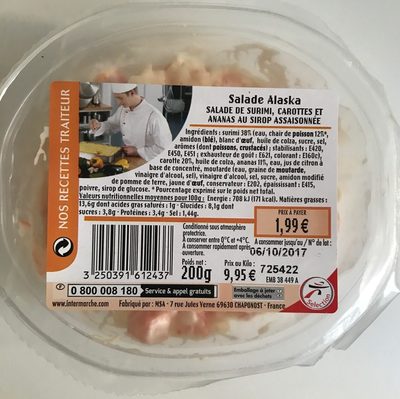 NOS RECETTES TRAITEUR
Salade Alaska
SALADE DE SURIMI, CAROTTES ET
ANANAS AU SIROP ASSAISONNÉE
Ingrédients : surimi 38% (eau, chair de poisson 12%*,
amidon (blé), blanc d'œuf, huile de colza, sucre, sel,
arômes (dont poissons, crustacés) ; stabilisants : E420,
E450, E451 ; exhausteur de goût : E621, colorant : E160c),
carotte 20%, huile de colza, ananas 11%, eau, jus de citron à
base de concentré, moutarde (eau, graine de moutarde,
vinaigre d'alcool, sel), vinaigre d'alcool, sel, sucre, amidon modifié
de pomme de terre, jaune d'œuf, conservateur : E202, épaississant : E415,
poivre, sirop de glucose. * Pourcentage exprimé sur le produit net total.
Valeurs nutritionnelles moyennes pour 100g : Energie : 708 kJ (171 kcal). Matières grasses :
13,6g dont acides gras saturés : 1g - Glucides : 8,1g dont
sucres : 3,8g - Protéines : 3,4g - Sel : 1,44g.
PRIX À PAYER
1,99 €
Conditionné sous atmosphère
protectrice.
À conserver entre 0°C et +4°C.
À consommer rapidement après
ouverture.
A consommer jusqu'au / N° de lot :
06/10/2017
725422
Poids net :
200g
Prix au Kilo :
9,95 €
EMB 38 449 A
3 250391 612437
0 800 008 180
Service & appel gratuits
Emballage à jeter
avec les déchets
Sélection
www.intermarche.com
Fabriqué par : MSA - 7 rue Jules Verne 69630 CHAPONOST - France